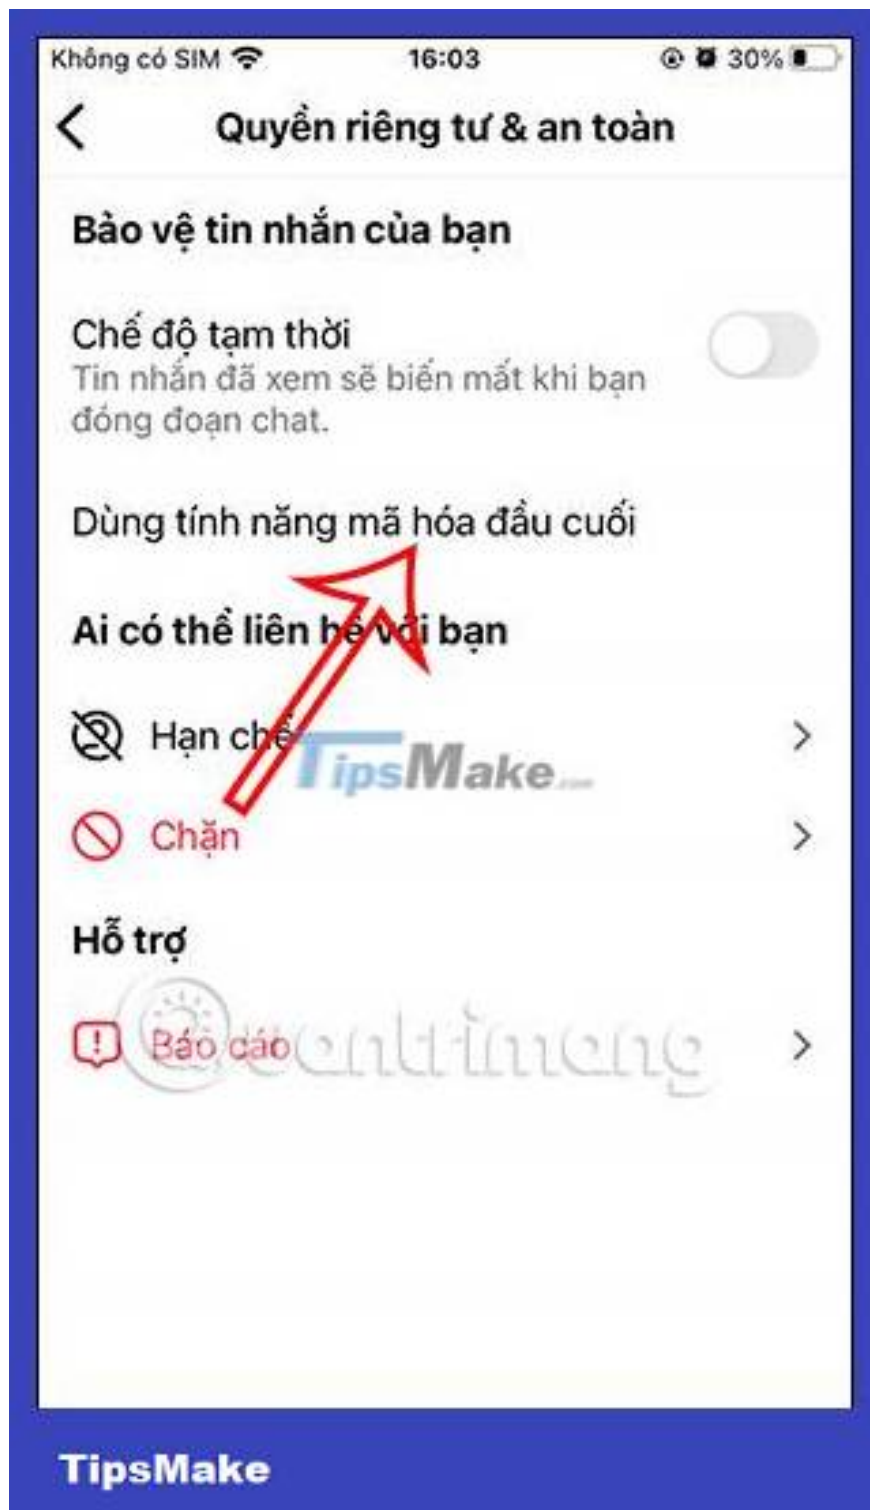 Không có SIM 16:03 30%
Quyền riêng tư & an toàn
Bảo vệ tin nhắn của bạn
Chế độ tạm thời
Tin nhắn đã xem sẽ biến mất khi bạn
đóng đoạn chat.
Dùng tính năng mã hóa đầu cuối
Ai có thể liên hệ với bạn
Hạn chế
TipsMake.com
Chặn
Hỗ trợ
Báo cáo
quantrimang
TipsMake